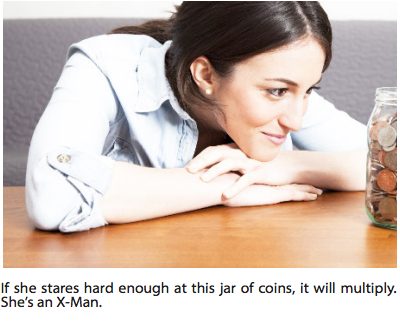 If she stares hard enough at this jar of coins, it will multiply.
She's an X-Man.